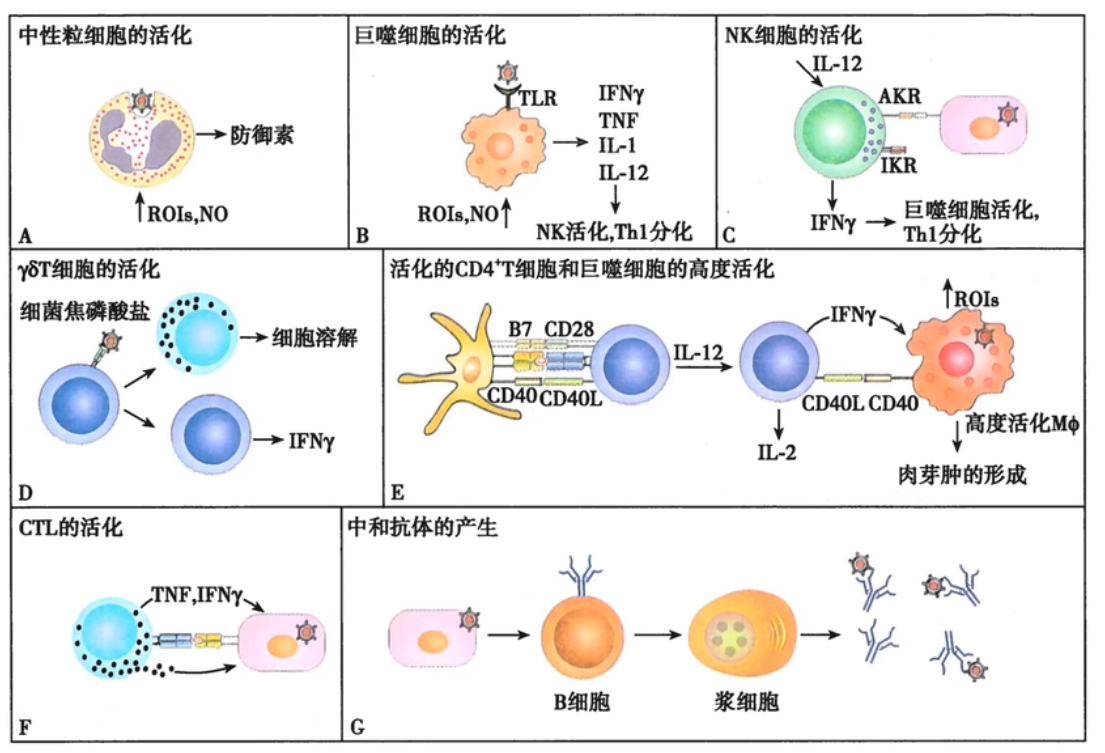 中性粒细胞的活化
防御素
ROIs,NO
A
巨噬细胞的活化
TLR
IFNγ
TNF
IL-1
IL-12
ROIs,NO
NK活化,Th1分化
B
NK细胞的活化
IL-12
AKR
IKR
IFNγ
巨噬细胞活化,
Th1分化
C
γδT细胞的活化
细菌焦磷酸盐
细胞溶解
IFNγ
D
活化的CD4⁺T细胞和巨噬细胞的高度活化
B7 CD28
CD40 CD40L
IL-12
IFNγ
ROIs
CD40L CD40
IL-2
高度活化Mφ
肉芽肿的形成
E
CTL的活化
TNF,IFNγ
F
中和抗体的产生
B细胞
浆细胞
G